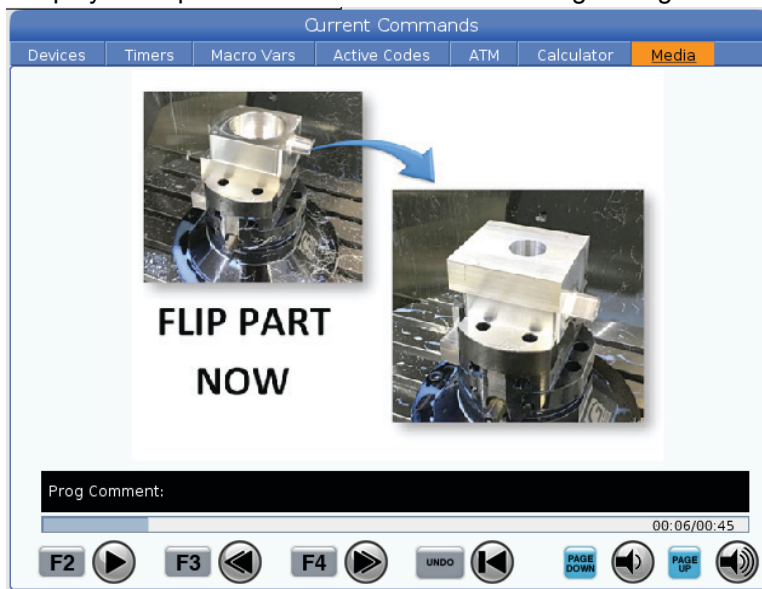 Current Commands
Devices Timers Macro Vars Active Codes ATM Calculator Media
FLIP PART
NOW
Prog Comment:
00:06/00:45
F2 F3 F4 UNDO PAGE DOWN PAGE UP